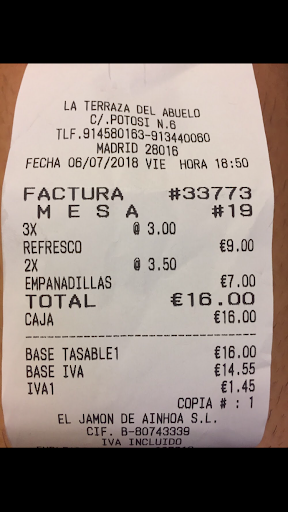 LA TERRAZA DEL ABUELO
C/.POTOSI N.6
TLF.914580163-913440060
MADRID 28016
FECHA 06/07/2018 VIE HORA 18:50
FACTURA #33773
MESA #19
3X @ 3.00
REFRESCO €9.00
2X @ 3.50
EMPANADILLAS €7.00
TOTAL €16.00
CAJA €16.00
BASE TASABLE1 €16.00
BASE IVA €14.55
IVA1 €1.45
COPIA # : 1
EL JAMON DE AINHOA S.L.
CIF. B-80743339
IVA INCLUIDO